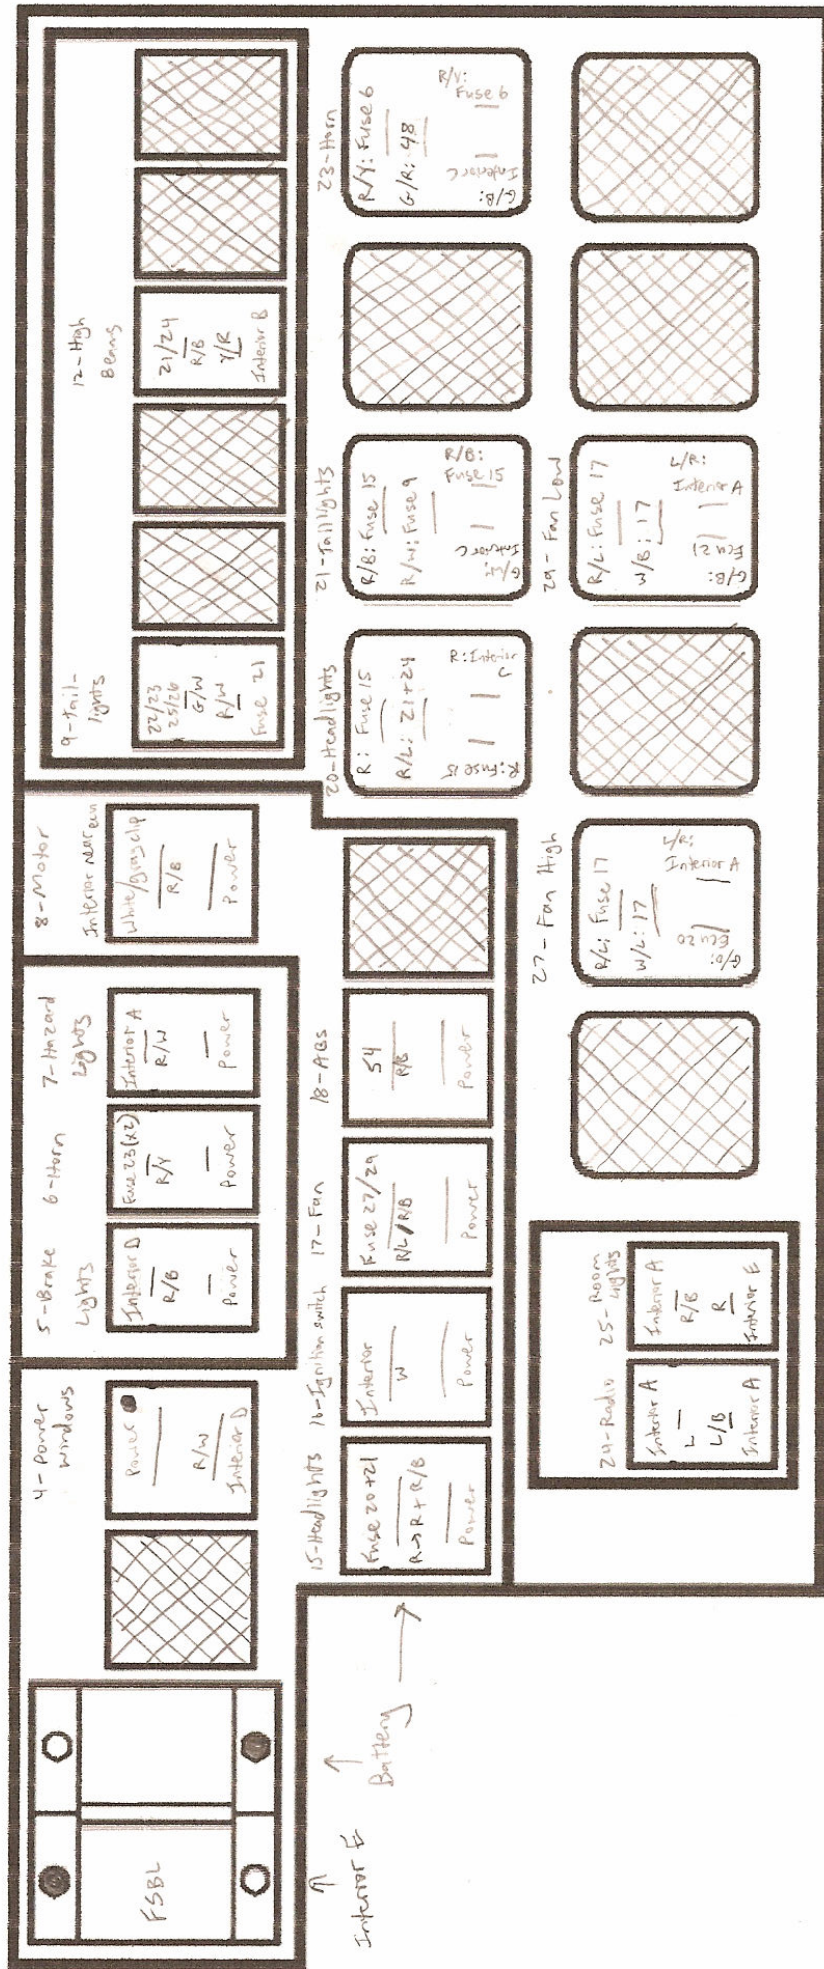 FSBL
Interior E
Battery
4-Power
windows
Power
R/W
Interior D
5-Brake
Lights
Interior D
R/B
Power
6-Horn
Fuse 23(x2)
R/Y
Power
7-Hazard
Lights
Interior A
R/W
Power
8-Motor
Interior near ecu
White/gray clip
R/B
Power
9-Tail-
lights
22/23
25/26
G/W
R/W
Fuse 21
12-High
Beams
21/24
R/B
Y/R
Interior B
15-Headlights
Fuse 20+21
R→R+R/B
Power
16-Ignition switch
Interior
W
Power
17-Fan
Fuse 27/29
R/L/R/B
Power
18-ABS
54
R/B
Power
20-Headlights
R: Fuse 15
R/L: 21+24
R: Fuse 15
R: Interior
C
21-Taillights
R/B: Fuse 15
R/W: Fuse 9
Interior C
R/B:
Fuse 15
23-Horn
R/Y: Fuse 6
G/R: 48
G/B:
Interior C
R/Y:
Fuse 6
24-Radio
Interior A
L
L/B
Interior A
25-Room
Lights
Interior A
R/B
R
Interior E
27-Fan High
R/L: Fuse 17
W/L: 17
Ecu 20
L/R:
Interior A
29-Fan Low
R/L: Fuse 17
W/B: 17
G/B:
Ecu 21
L/R:
Interior A